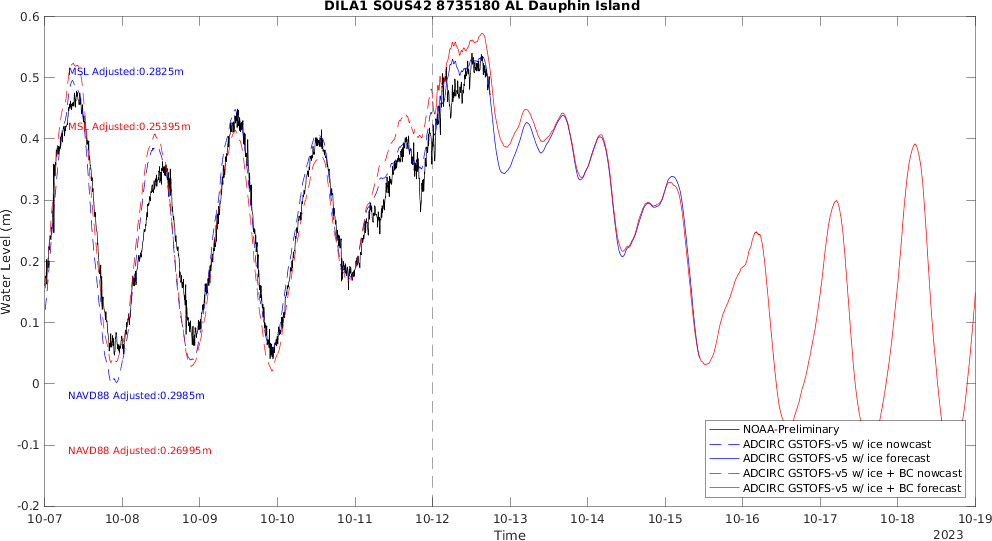 DILA1 SOUS42 8735180 AL Dauphin Island
0.6
0.5
0.4
0.3
0.2
0.1
0
-0.1
-0.2
Water Level (m)
MSL Adjusted:0.2825m
MSL Adjusted:0.25395m
NAVD88 Adjusted:0.2985m
NAVD88 Adjusted:0.26995m
NOAA-Preliminary
ADCIRC GSTOFS-v5 w/ ice nowcast
ADCIRC GSTOFS-v5 w/ ice forecast
ADCIRC GSTOFS-v5 w/ ice + BC nowcast
ADCIRC GSTOFS-v5 w/ ice + BC forecast
10-07 10-08 10-09 10-10 10-11 10-12 10-13 10-14 10-15 10-16 10-17 10-18 10-19
Time
2023